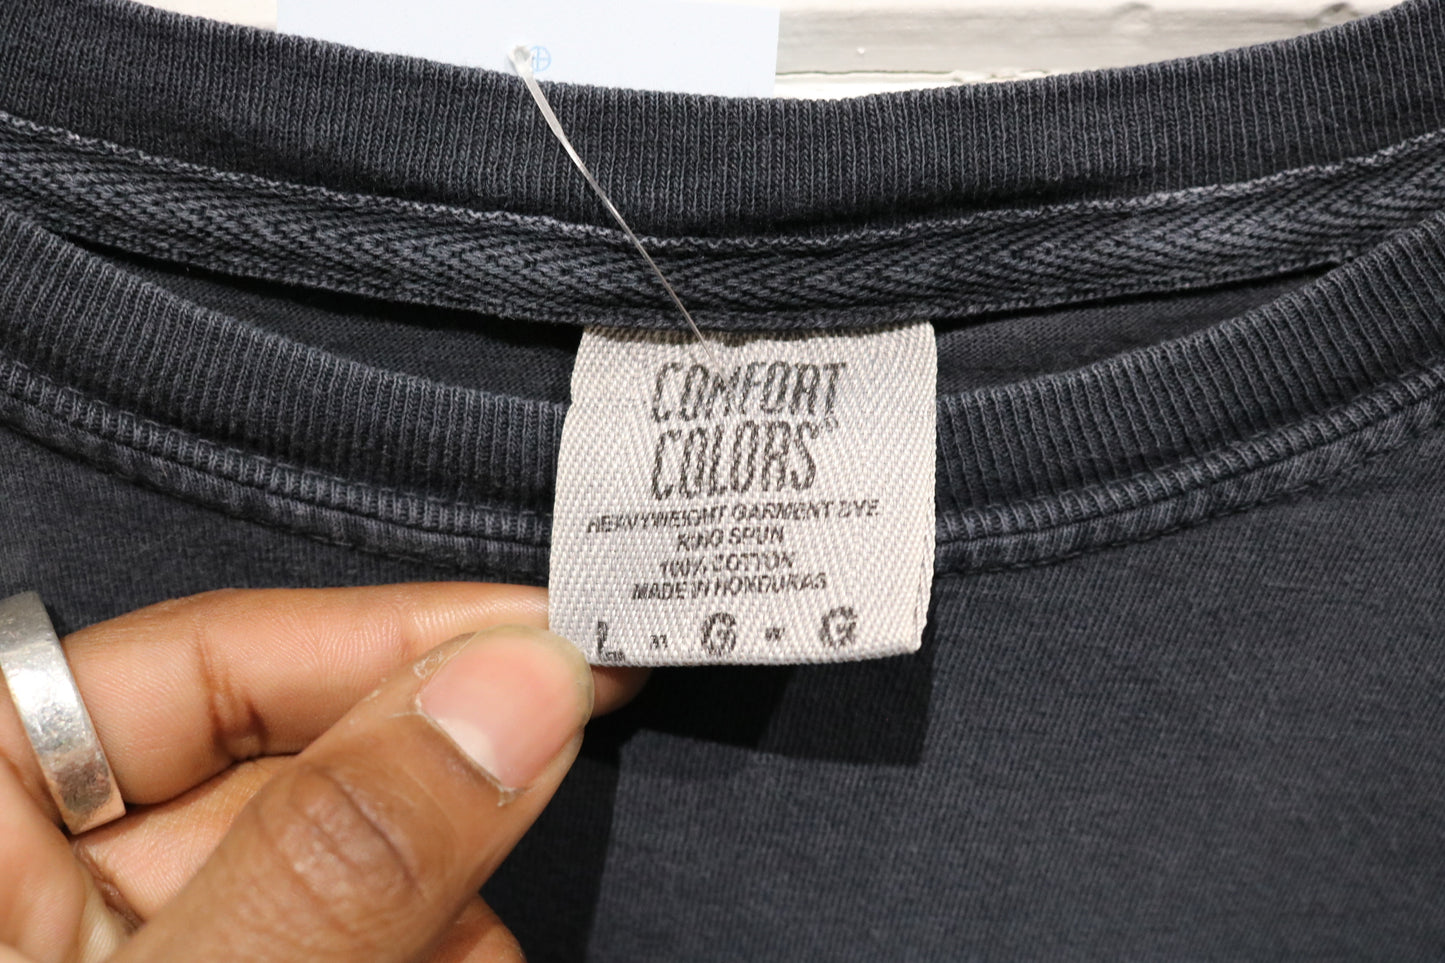 COMFORT
COLORS®
HEAVYWEIGHT GARMENT DYE
RING SPUN
100% COTTON
MADE IN HONDURAS
L - G - G